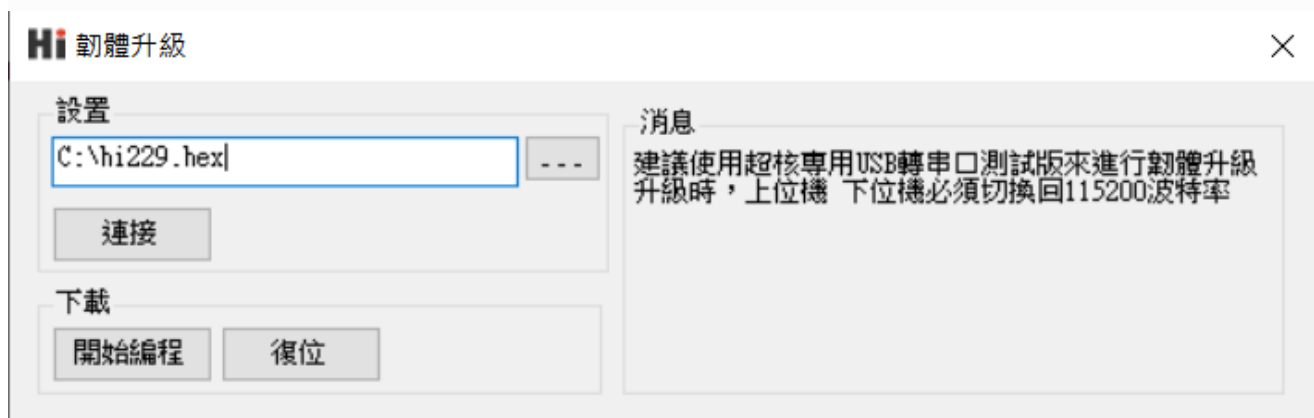 Hi 韌體升級
設置
C:\hi229.hex
...
連接
下載
開始編程 復位
消息
建議使用超核專用USB轉串口測試版來進行韌體升級
升級時，上位機 下位機必須切換回115200波特率